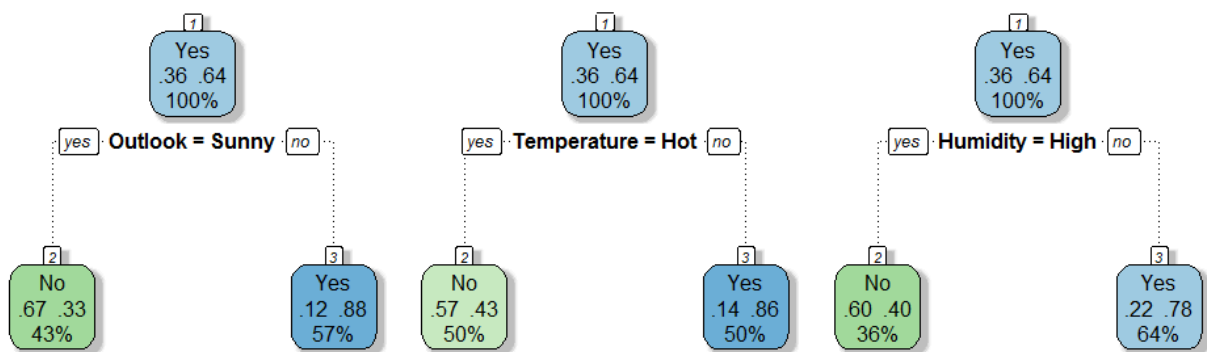 1
Yes
.36 .64
100%
yes Outlook = Sunny no
2
No
.67 .33
43%
3
Yes
.12 .88
57%
1
Yes
.36 .64
100%
yes Temperature = Hot no
2
No
.57 .43
50%
3
Yes
.14 .86
50%
1
Yes
.36 .64
100%
yes Humidity = High no
2
No
.60 .40
36%
3
Yes
.22 .78
64%